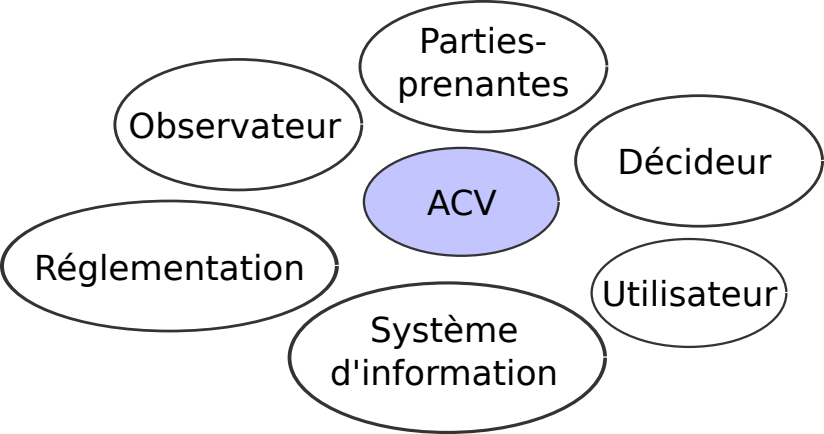 Parties-
prenantes
Observateur
Décideur
ACV
Réglementation
Utilisateur
Système
d'information